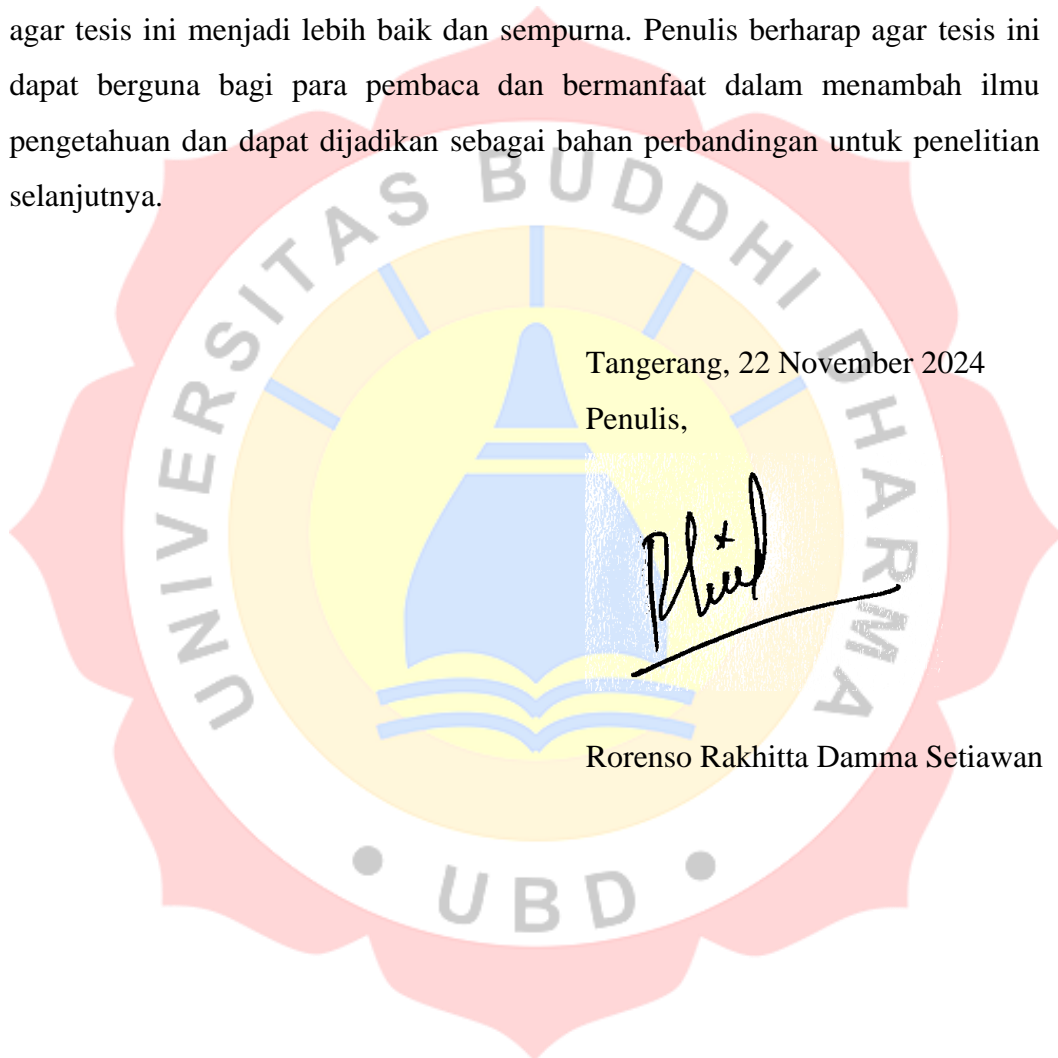 agar tesis ini menjadi lebih baik dan sempurna. Penulis berharap agar tesis ini
dapat berguna bagi para pembaca dan bermanfaat dalam menambah ilmu
pengetahuan dan dapat dijadikan sebagai bahan perbandingan untuk penelitian
selanjutnya.
UNIVERSITAS BUDDHI DHARMA
Tangerang, 22 November 2024
Penulis,
Rorenso Rakhitta Damma Setiawan
• UBD •